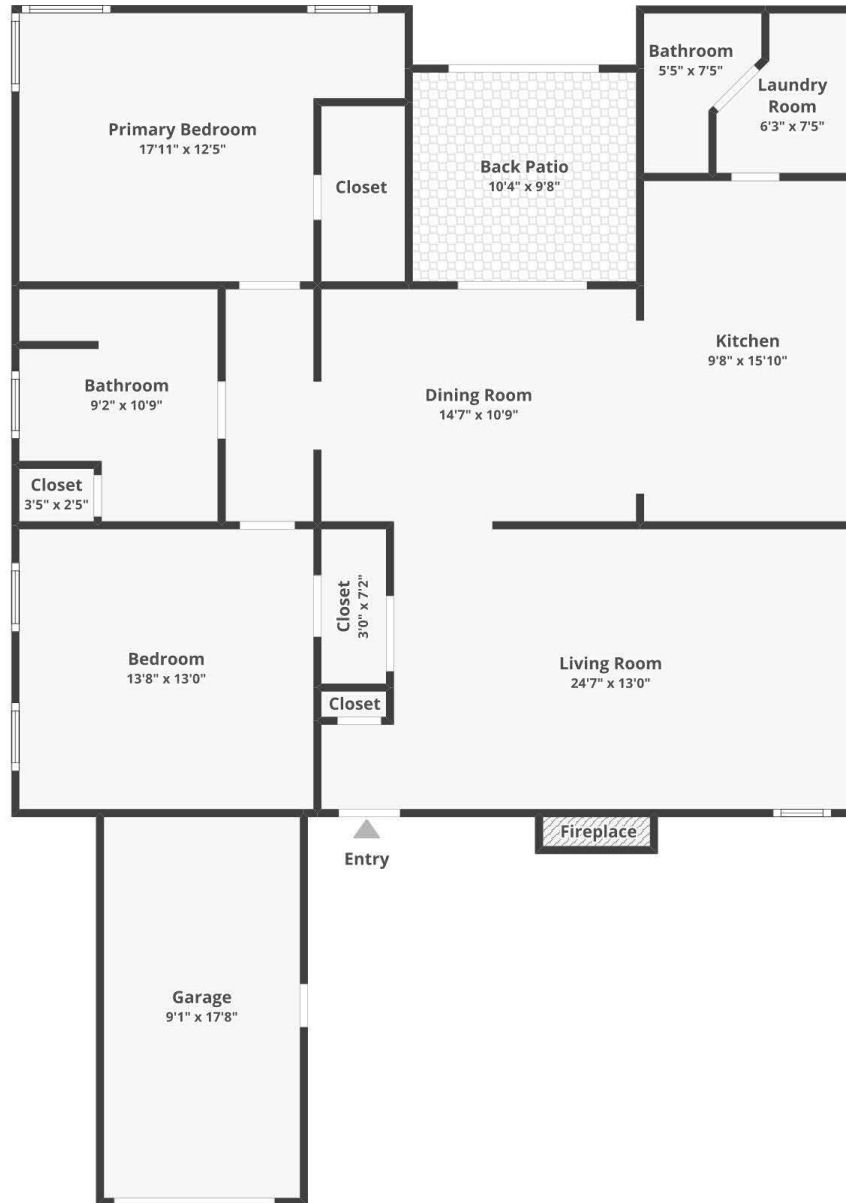 Primary Bedroom
17'11" x 12'5"
Closet
Back Patio
10'4" x 9'8"
Bathroom
5'5" x 7'5"
Laundry
Room
6'3" x 7'5"
Bathroom
9'2" x 10'9"
Closet
3'5" x 2'5"
Dining Room
14'7" x 10'9"
Kitchen
9'8" x 15'10"
Bedroom
13'8" x 13'0"
Closet
3'0" x 7'2"
Closet
Living Room
24'7" x 13'0"
Entry
Fireplace
Garage
9'1" x 17'8"